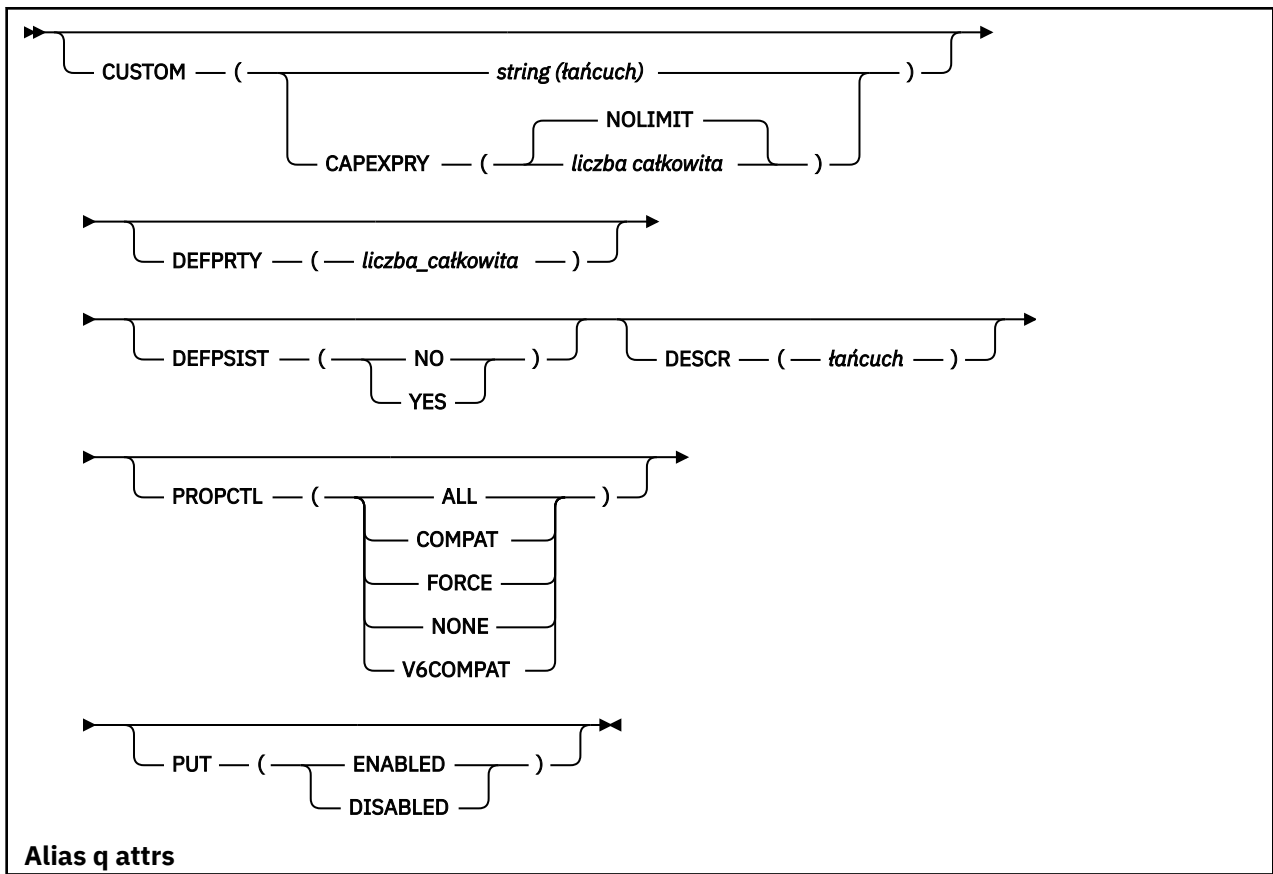 CUSTOM ( string (łańcuch) )
NOLIMIT
CAPEXPRY ( liczba całkowita )
DEFPRTY ( liczba_całkowita )
DEFPSIST ( NO ) DESCR ( łańcuch )
YES
PROPCTL ( ALL )
COMPAT
FORCE
NONE
V6COMPAT
PUT ( ENABLED )
DISABLED
Alias q attrs